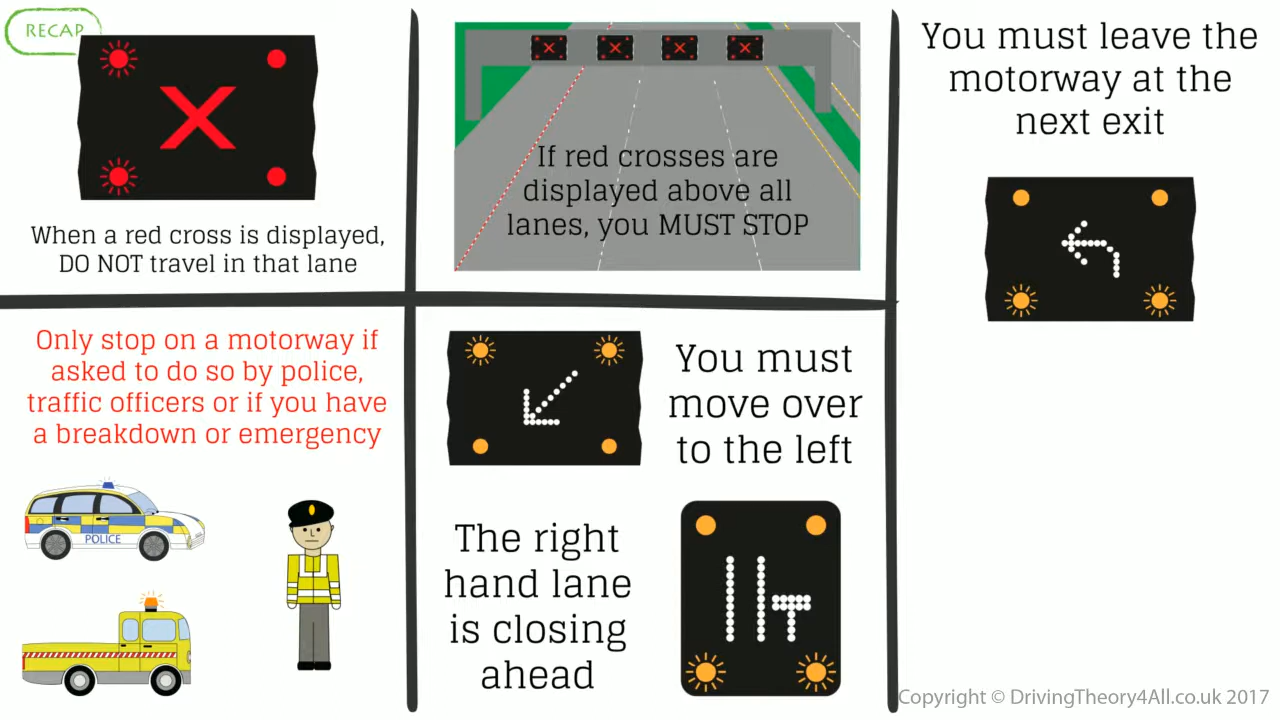 RECAP
When a red cross is displayed,
DO NOT travel in that lane
If red crosses are
displayed above all
lanes, you MUST STOP
You must leave the
motorway at the
next exit
Only stop on a motorway if
asked to do so by police,
traffic officers or if you have
a breakdown or emergency
POLICE
You must
move over
to the left
The right
hand lane
is closing
ahead
Copyright © DrivingTheory4All.co.uk 2017